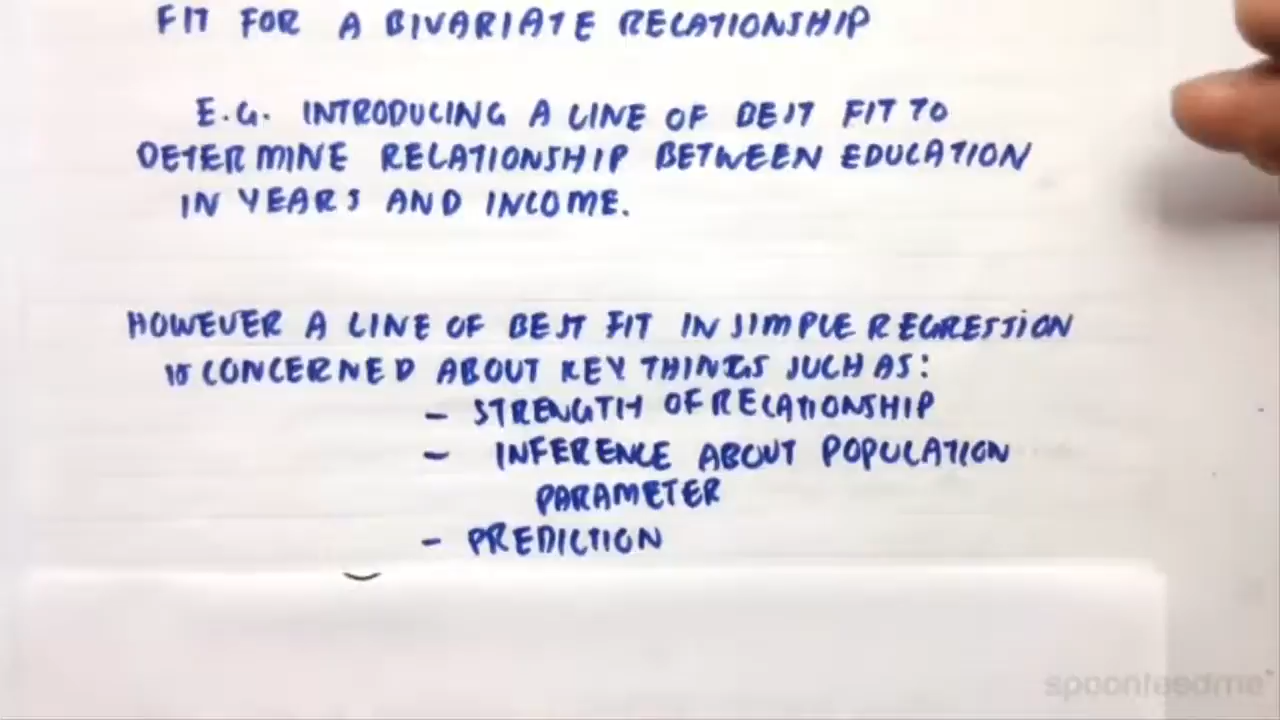 FIT FOR A BIVARIATE RELATIONSHIP
E.G. INTRODUCING A LINE OF BEST FIT TO
DETERMINE RELATIONSHIP BETWEEN EDUCATION
IN YEARS AND INCOME.
HOWEVER A LINE OF BEST FIT IN SIMPLE REGRESSION
IS CONCERNED ABOUT KEY THINGS SUCH AS:
- STRENGTH OF RELATIONSHIP
- INFERENCE ABOUT POPULATION
PARAMETER
- PREDICTION
spoonfeedme